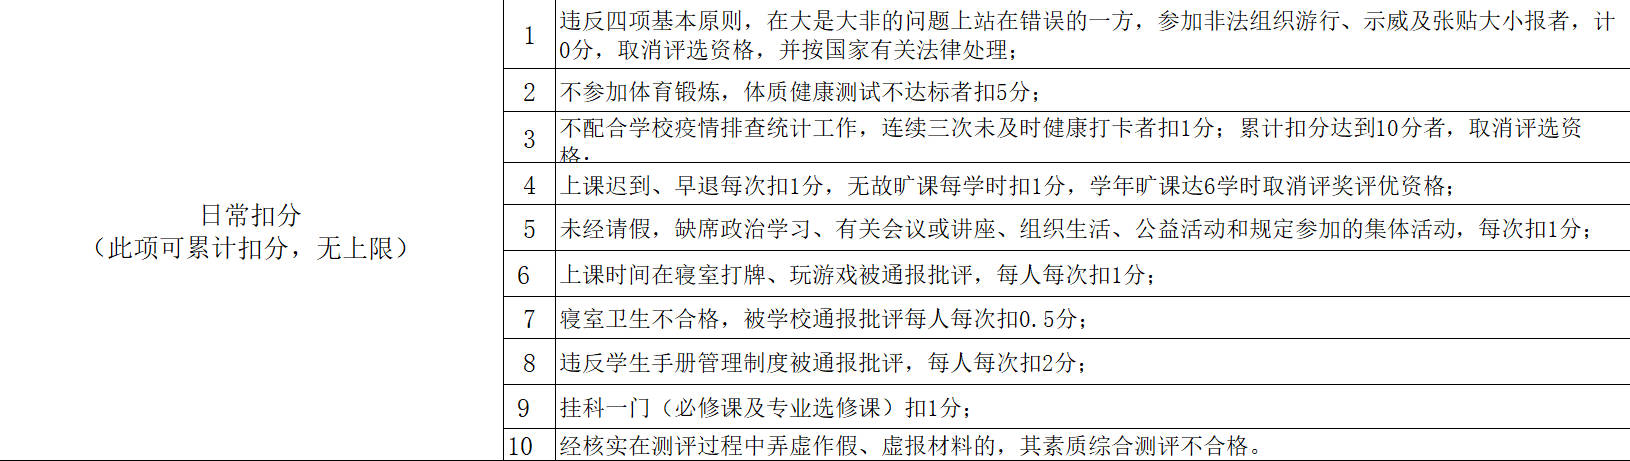 日常扣分
（此项可累计扣分，无上限）
1
违反四项基本原则，在大是大非的问题上站在错误的一方，参加非法组织游行、示威及张贴大小报者，计
0分，取消评选资格，并按国家有关法律处理；
2
不参加体育锻炼，体质健康测试不达标者扣5分；
3
不配合学校疫情排查统计工作，连续三次未及时健康打卡者扣1分；累计扣分达到10分者，取消评选资
格；
4
上课迟到、早退每次扣1分，无故旷课每学时扣1分，学年旷课达6学时取消评奖评优资格；
5
未经请假，缺席政治学习、有关会议或讲座、组织生活、公益活动和规定参加的集体活动，每次扣1分；
6
上课时间在寝室打牌、玩游戏被通报批评，每人每次扣1分；
7
寝室卫生不合格，被学校通报批评每人每次扣0.5分；
8
违反学生手册管理制度被通报批评，每人每次扣2分；
9
挂科一门（必修课及专业选修课）扣1分；
10
经核实在测评过程中弄虚作假、虚报材料的，其素质综合测评不合格。